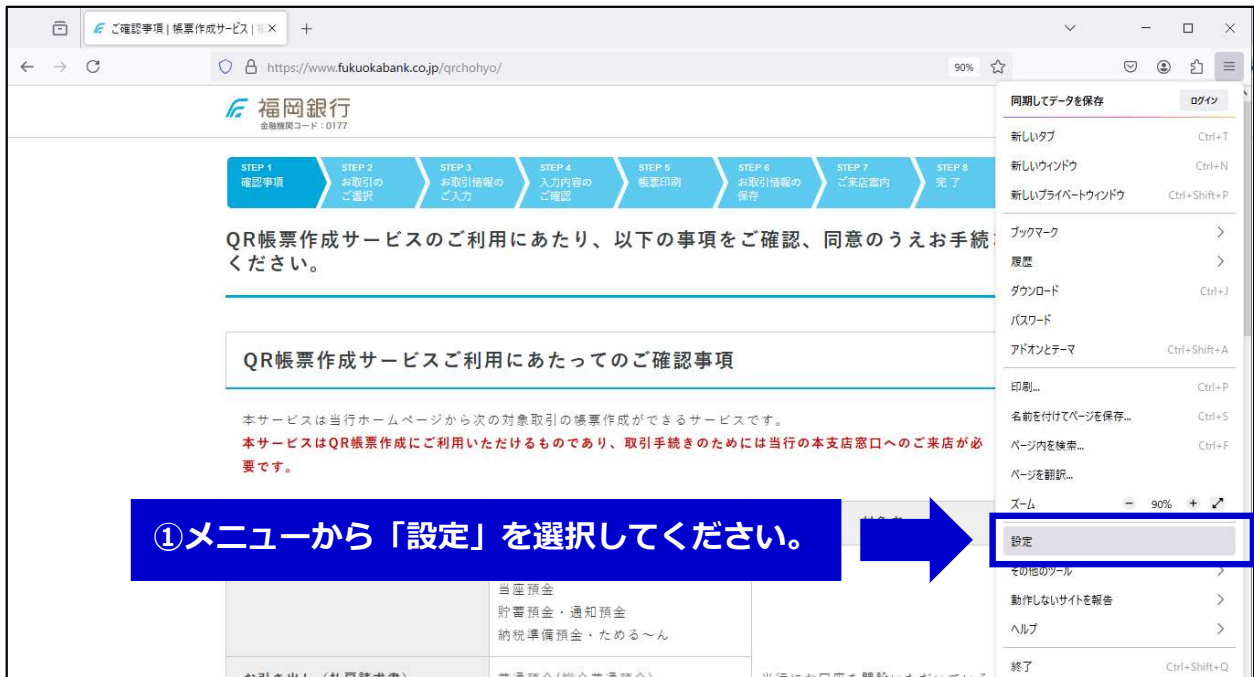 ご確認事項 | 帳票作成サービス |
https://www.fukuokabank.co.jp/qrchohyo/
90%
福岡銀行
金融機関コード：0177
STEP 1
確認事項
STEP 2
お取引の
ご選択
STEP 3
お取引情報の
ご入力
STEP 4
入力内容の
ご確認
STEP 5
帳票印刷
STEP 6
お取引情報の
保存
STEP 7
ご来店案内
STEP 8
完了
QR帳票作成サービスのご利用にあたり、以下の事項をご確認、同意のうえお手続
ください。
QR帳票作成サービスご利用にあたってのご確認事項
本サービスは当行ホームページから次の対象取引の帳票作成ができるサービスです。
本サービスはQR帳票作成にご利用いただけるものであり、取引手続きのためには当行の本支店窓口へのご来店が必
要です。
①メニューから「設定」を選択してください。
当座預金
貯蓄預金・通知預金
納税準備預金・ためる～ん
同期してデータを保存 ログイン
新しいタブ Ctrl+T
新しいウィンドウ Ctrl+N
新しいプライベートウィンドウ Ctrl+Shift+P
ブックマーク
履歴
ダウンロード Ctrl+J
パスワード
アドオンとテーマ Ctrl+Shift+A
印刷... Ctrl+P
名前を付けてページを保存... Ctrl+S
ページ内を検索... Ctrl+F
ページを翻訳...
ズーム － 90% ＋
設定
その他のツール
動作しないサイトを報告
ヘルプ
終了 Ctrl+Shift+Q